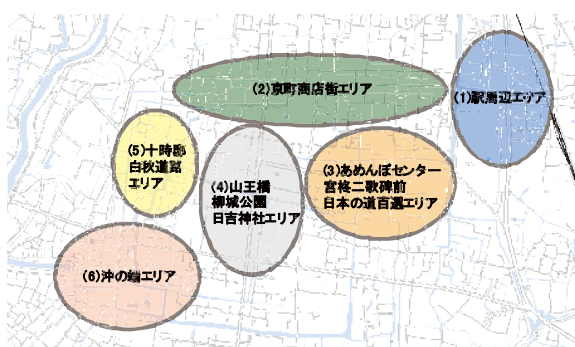 (1)駅周辺エリア
(2)京町商店街エリア
(3)あめんぼセンター
宮柊二歌碑前
日本の道百選エリア
(4)山王橋
柳城公園
日吉神社エリア
(5)十時邸
白秋道路
エリア
(6)沖の端エリア